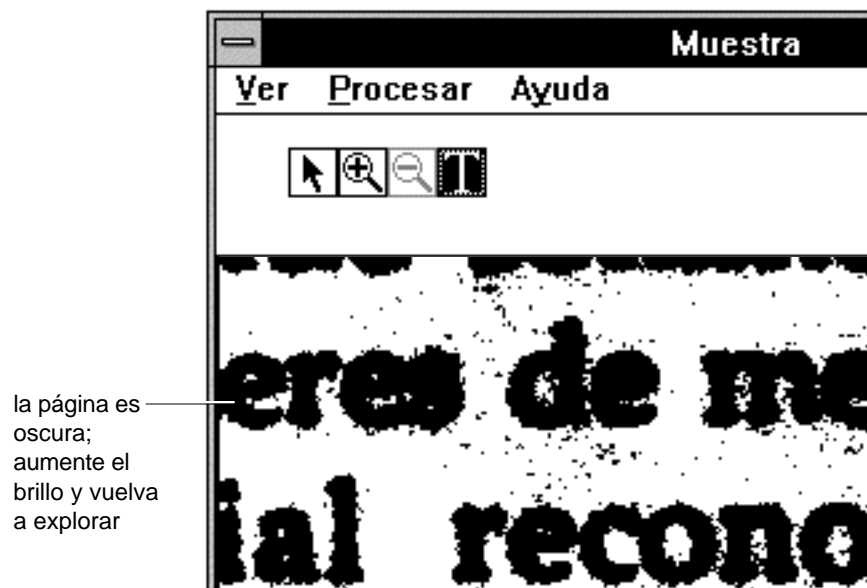 Muestra
Ver Procesar Ayuda
T
eres de me
la página es
oscura;
aumente el
brillo y vuelva
a explorar
ial recono